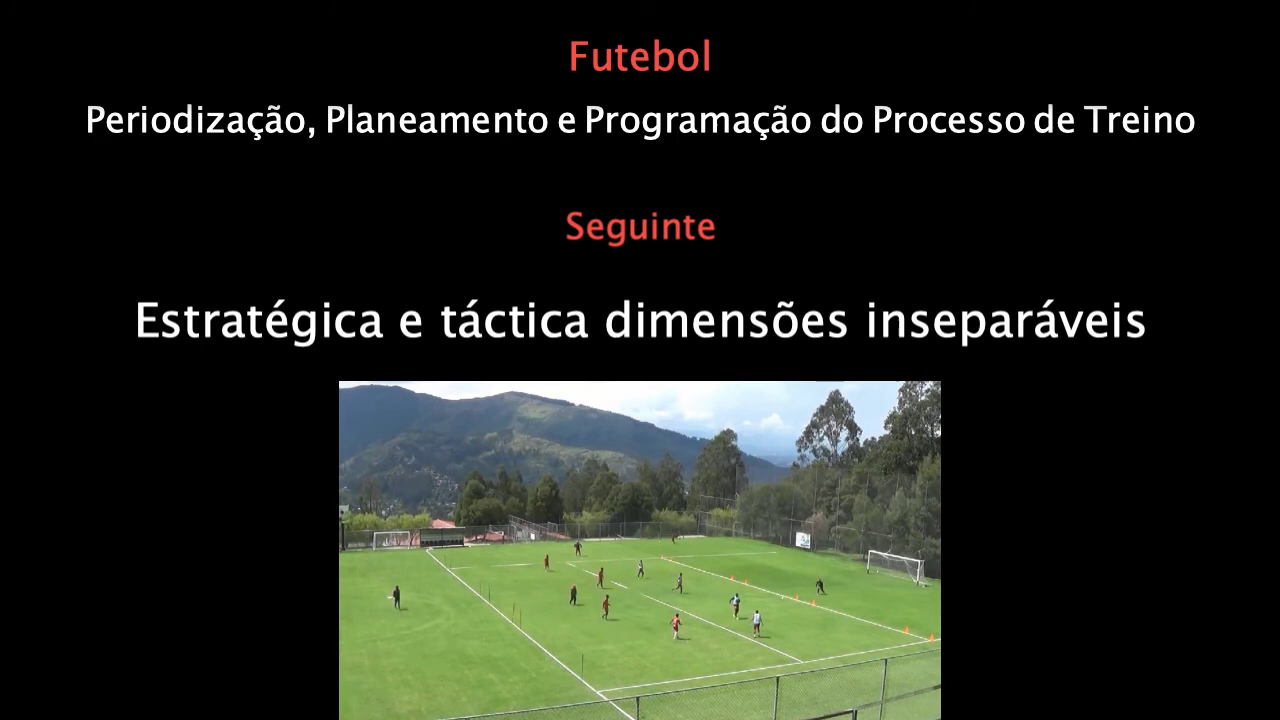 Futebol
Periodização, Planeamento e Programação do Processo de Treino
Seguinte
Estratégica e táctica dimensões inseparáveis